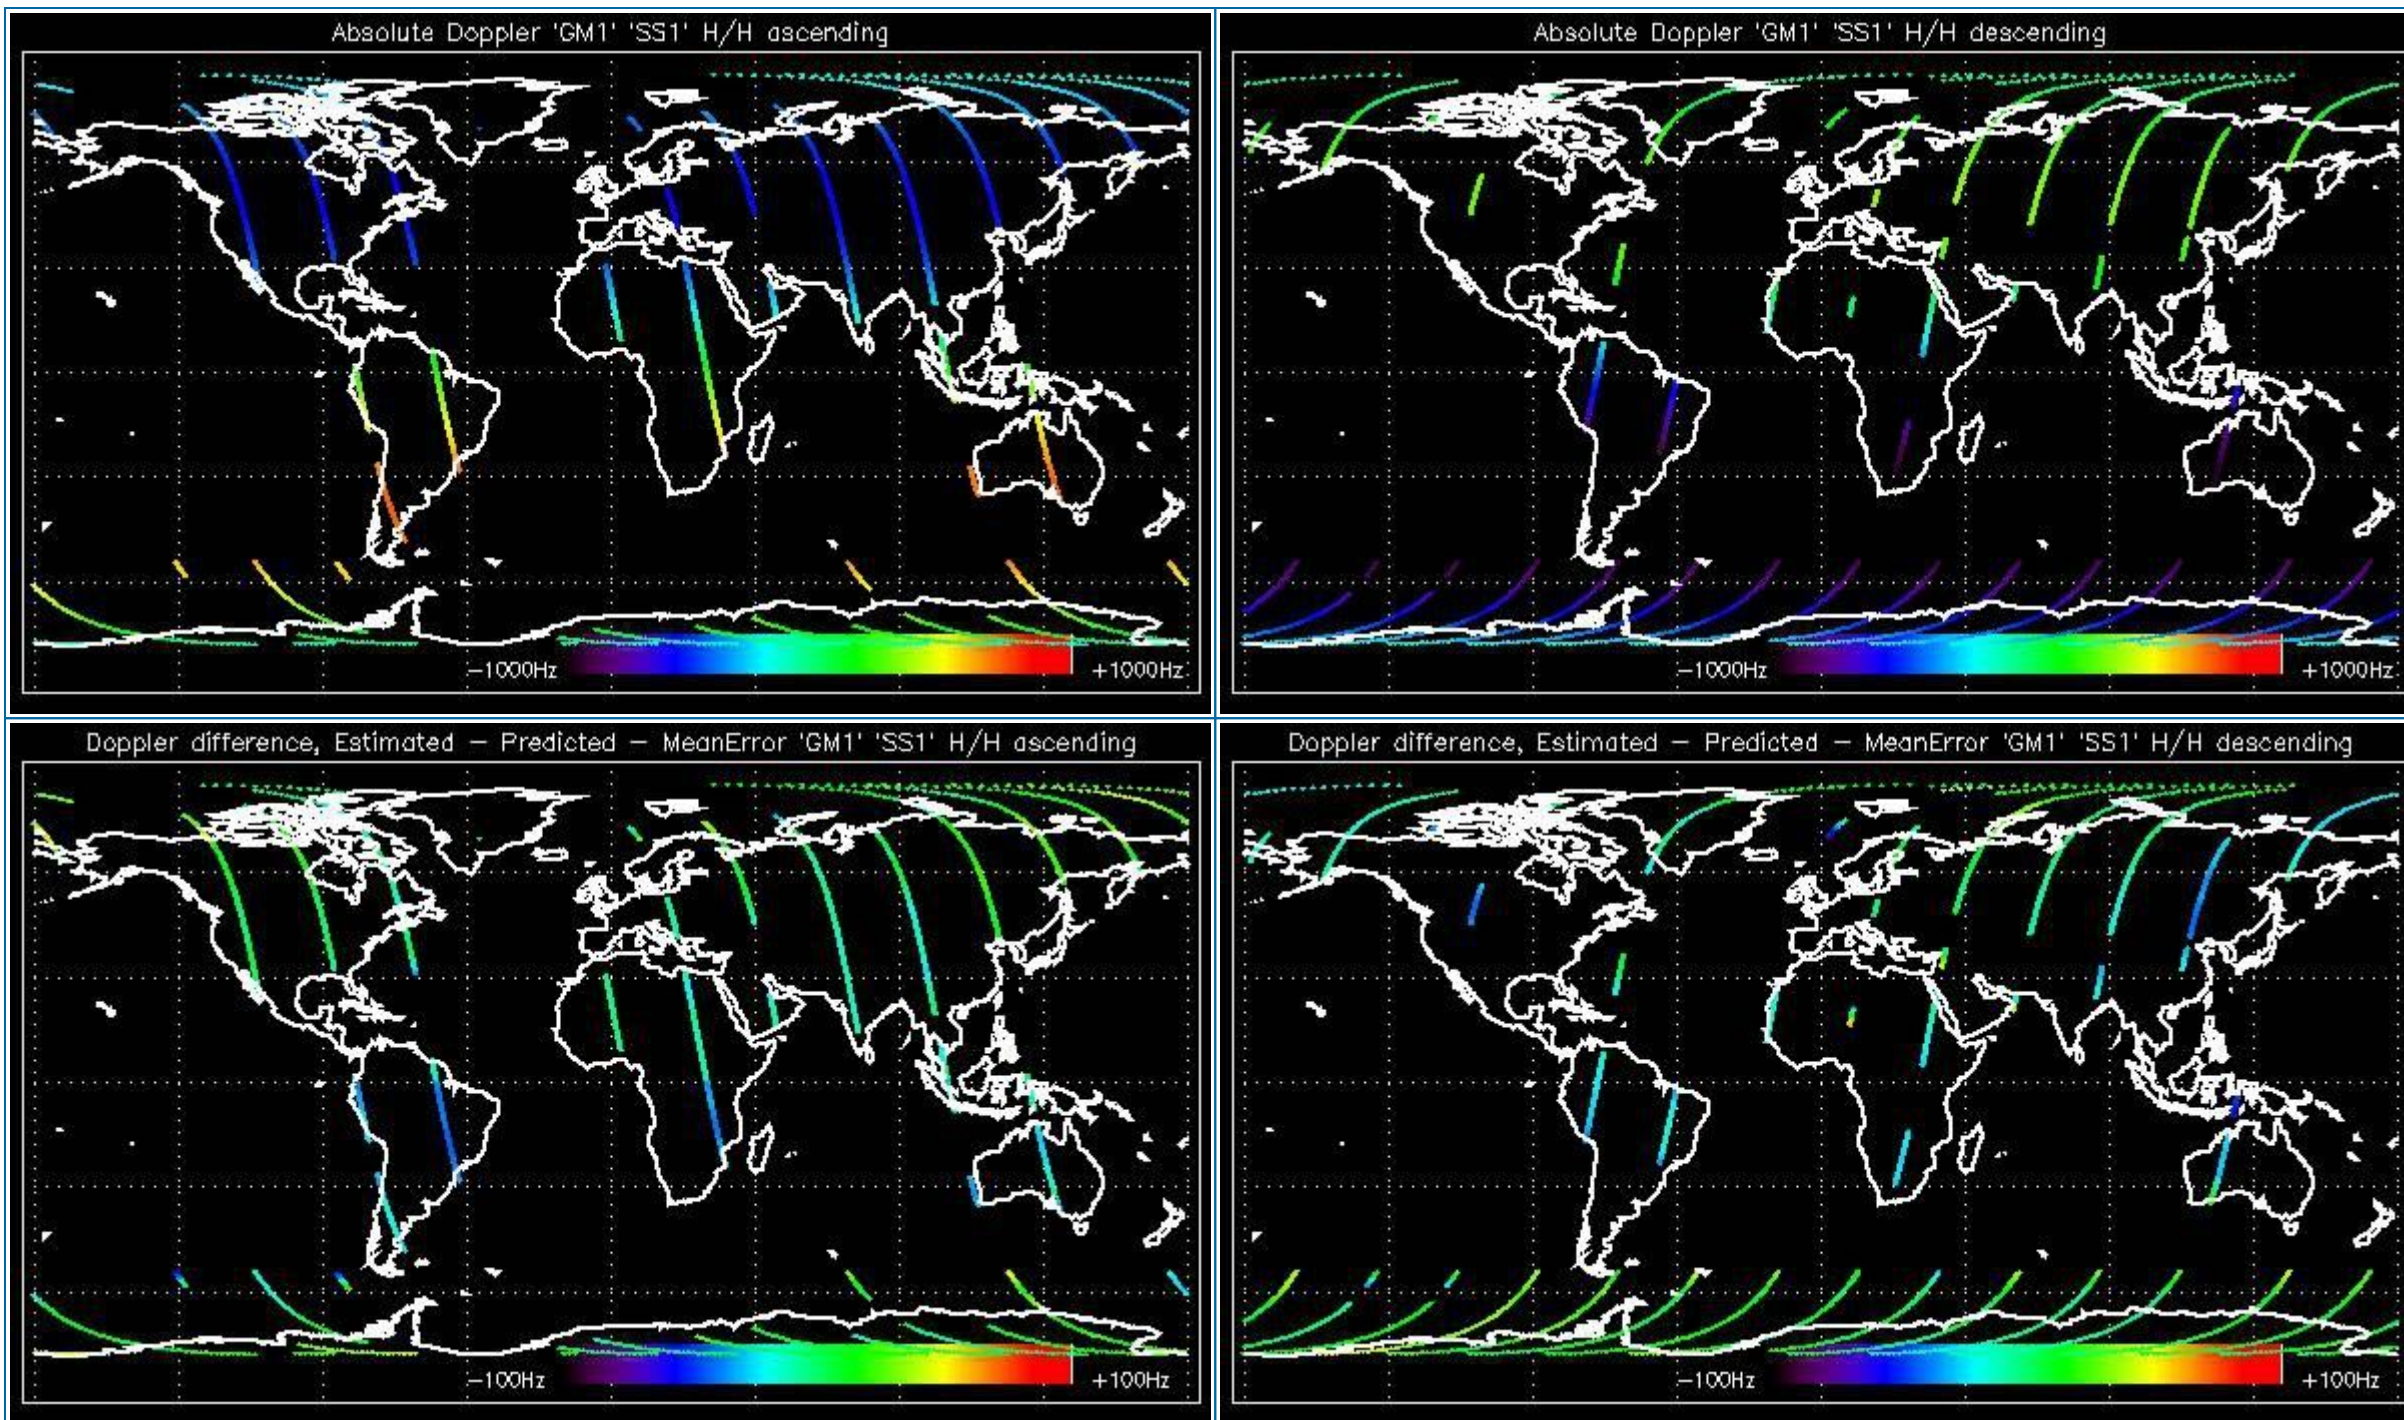 Absolute Doppler 'GM1' 'SS1' H/H ascending
-1000Hz
+1000Hz
Absolute Doppler 'GM1' 'SS1' H/H descending
-1000Hz
+1000Hz
Doppler difference, Estimated - Predicted - MeanError 'GM1' 'SS1' H/H ascending
-100Hz
+100Hz
Doppler difference, Estimated - Predicted - MeanError 'GM1' 'SS1' H/H descending
-100Hz
+100Hz